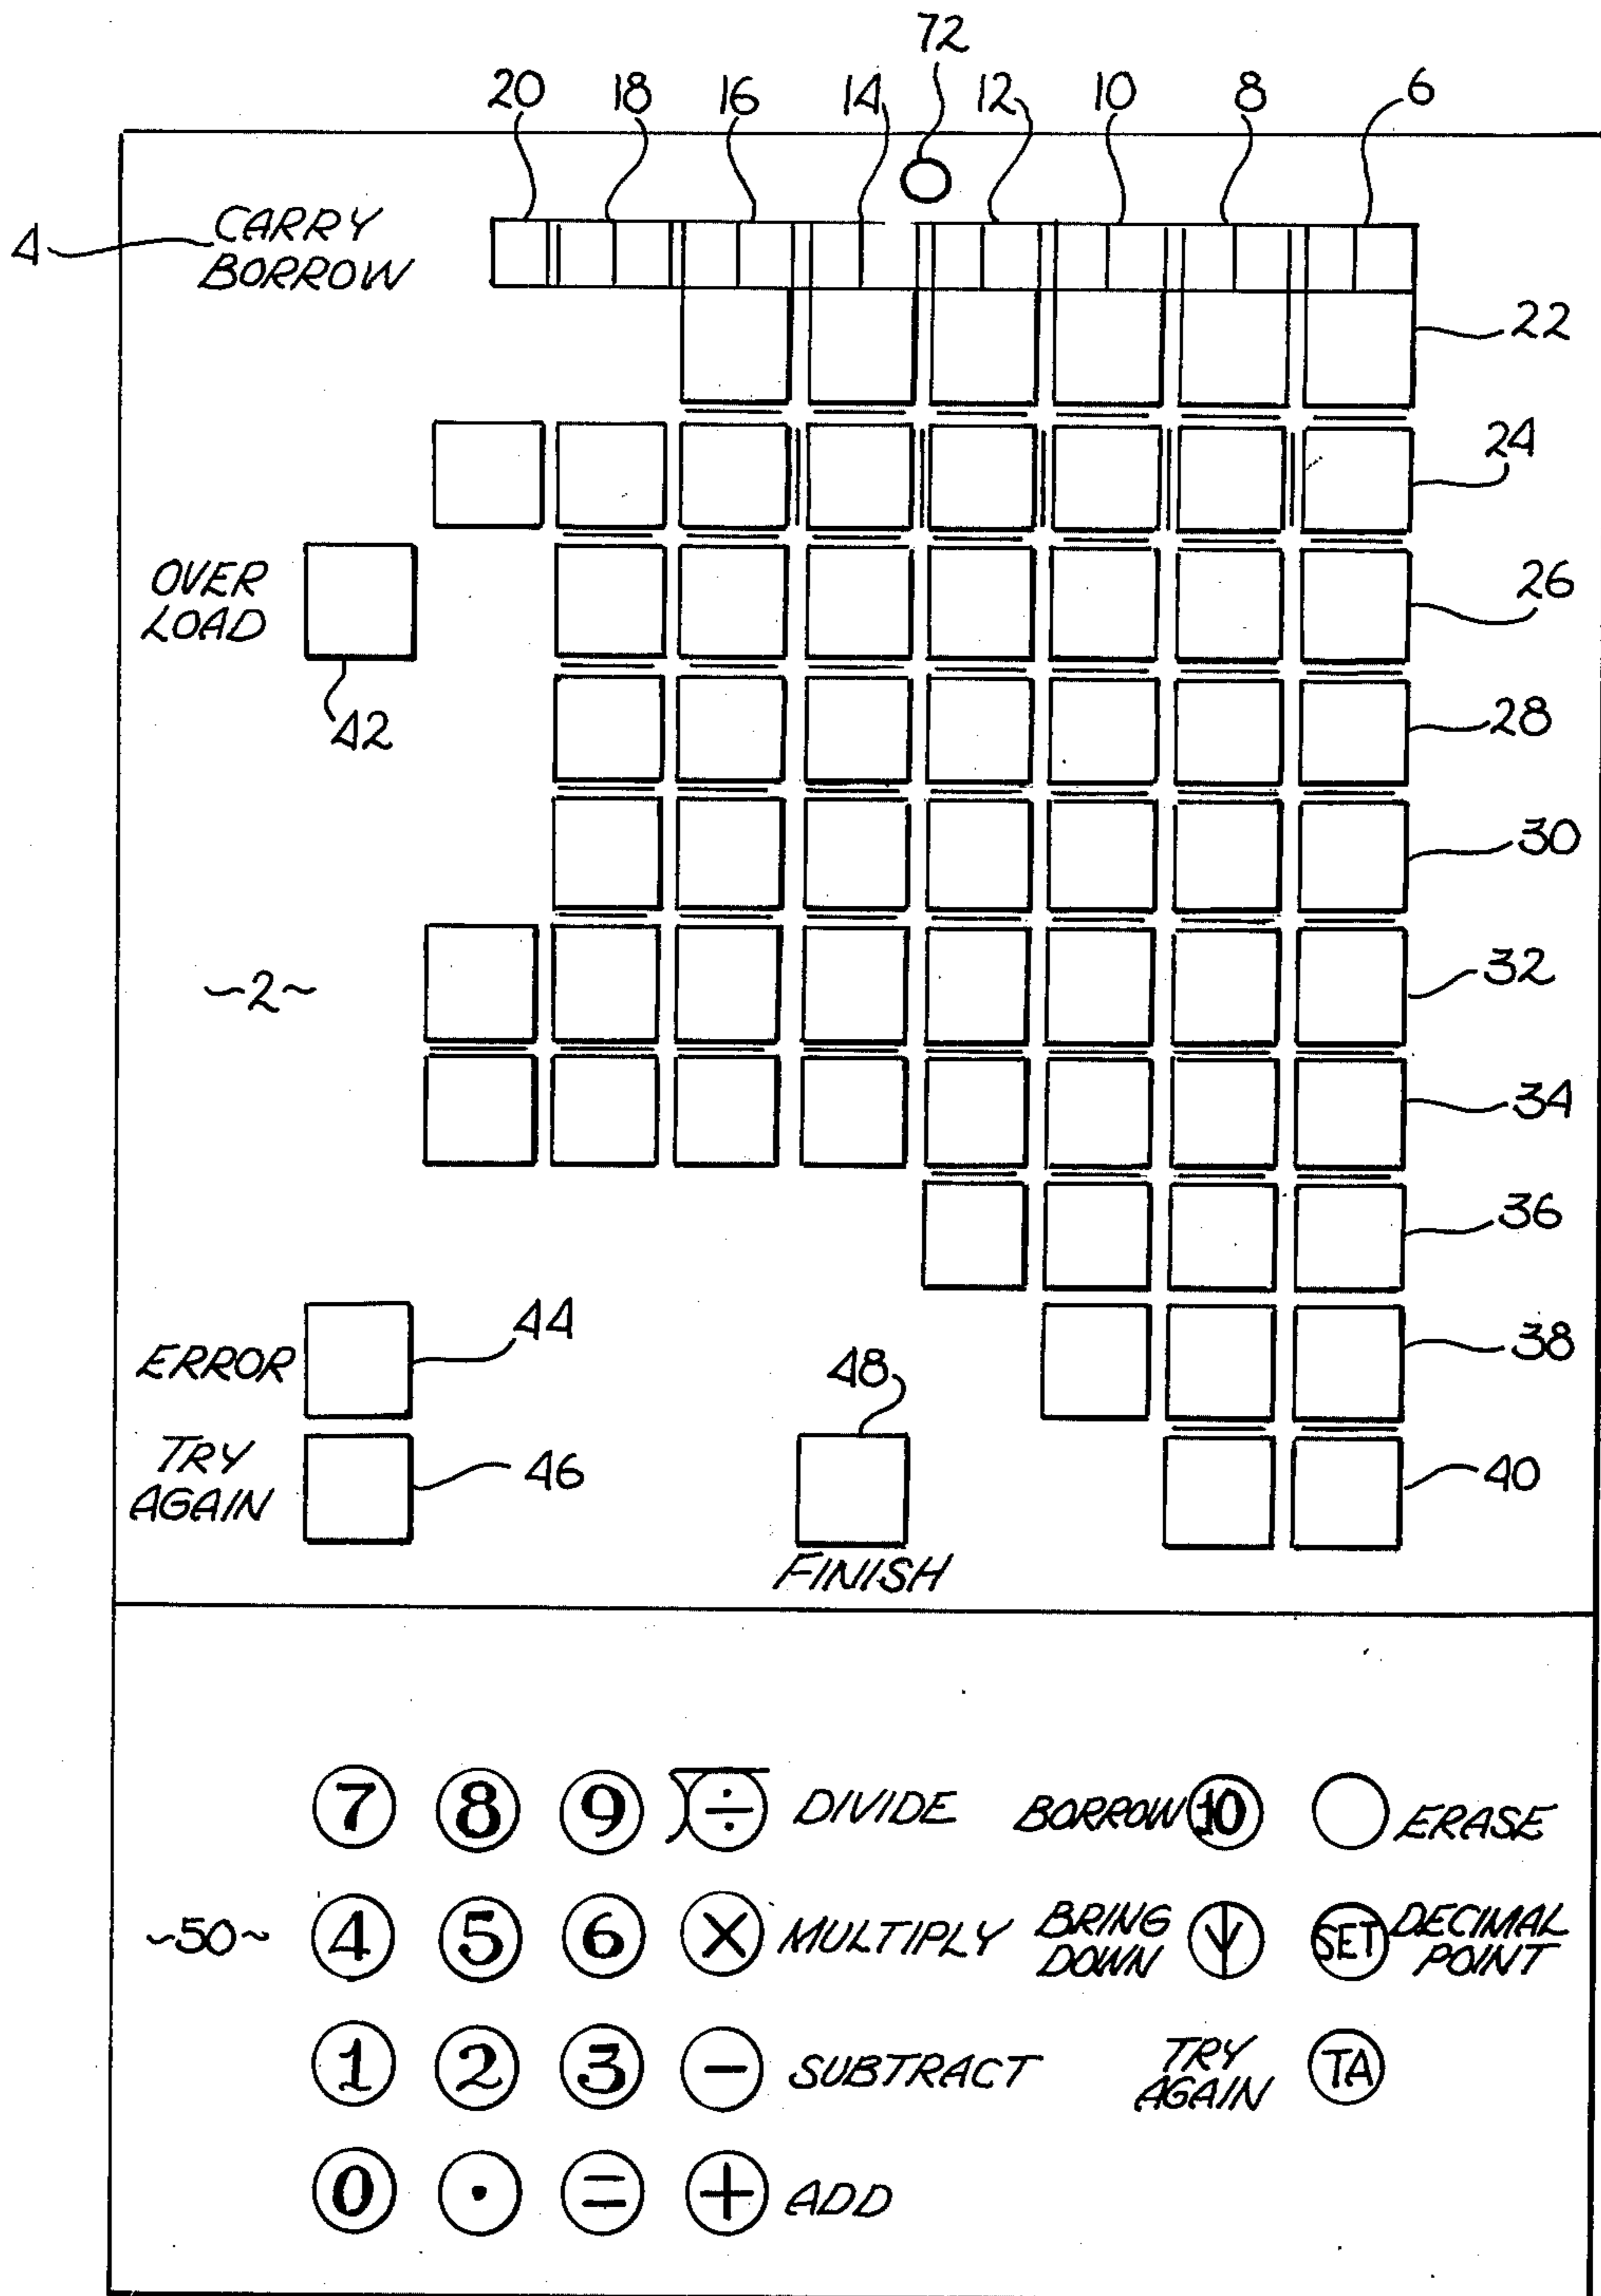 72
20 18 16 14 12 10 8 6
4 CARRY
BORROW
22
24
OVER
LOAD
26
42
28
30
~2~
32
34
36
ERROR 44
38
48
TRY
AGAIN
46
40
FINISH
7 8 9 ÷ DIVIDE BORROW 10 ERASE
~50~ 4 5 6 X MULTIPLY BRING
DOWN
SET DECIMAL
POINT
1 2 3 − SUBTRACT TRY
AGAIN
TA
0 . = + ADD